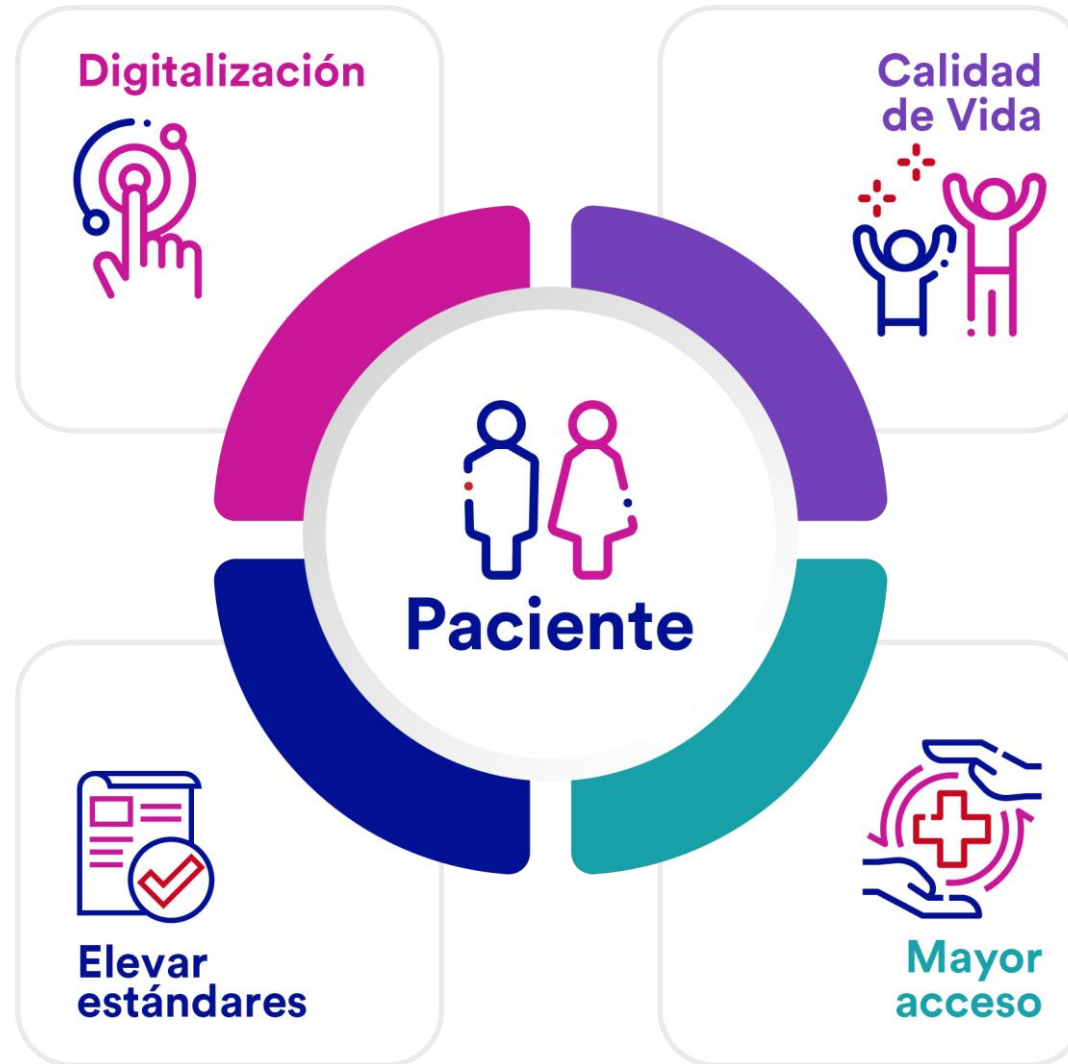 Digitalización
Calidad
de Vida
Paciente
Elevar
estándares
Mayor
acceso